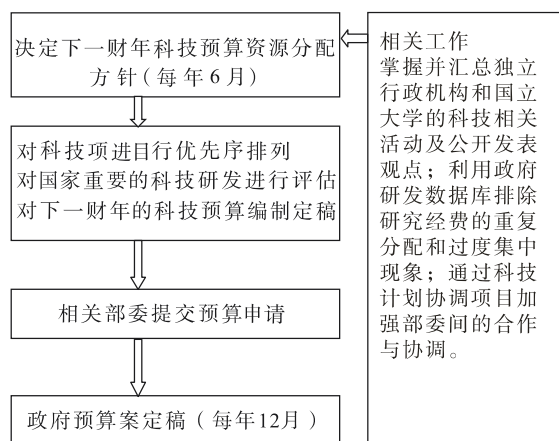 决定下一财年科技预算资源分配
方针(每年6月)
对科技项进目行优先序排列
对国家重要的科技研发进行评估
对下一财年的科技预算编制定稿
相关部委提交预算申请
政府预算案定稿（每年12月）
相关工作
掌握并汇总独立
行政机构和国立
大学的科技相关
活动及公开发表
观点；利用政府
研发数据库排除
研究经费的重复
分配和过度集中
现象；通过科技
计划协调项目加
强部委间的合作
与协调。